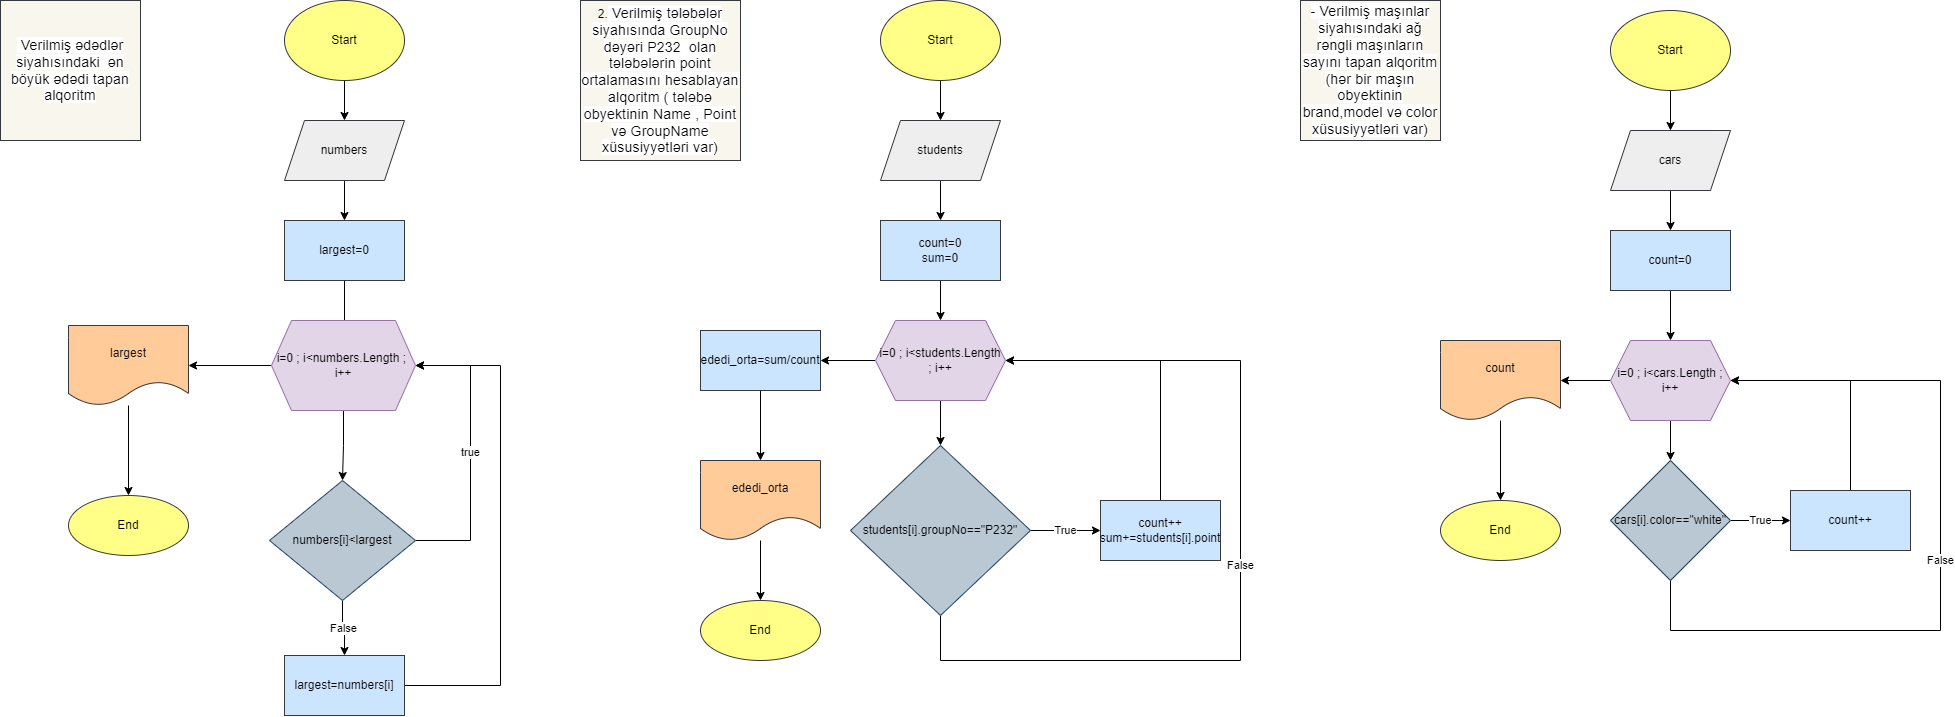 Verilmiş ədədlər
siyahısındakı ən
böyük ədədi tapan
alqoritm
Start
numbers
largest=0
i=0 ; i<numbers.Length ;
i++
largest
End
true
numbers[i]<largest
False
largest=numbers[i]
2. Verilmiş tələbələr
siyahısında GroupNo
dəyəri P232 olan
tələbələrin point
ortalamasını hesablayan
alqoritm ( tələbə
obyektinin Name , Point
və GroupName
xüsusiyyətləri var)
Start
students
count=0
sum=0
i=0 ; i<students.Length
; i++
ededi_orta=sum/count
ededi_orta
End
students[i].groupNo=="P232"
True
count++
sum+=students[i].point
False
- Verilmiş maşınlar
siyahısındakı ağ
rəngli maşınların
sayını tapan alqoritm
(hər bir maşın
obyektinin
brand,model və color
xüsusiyyətləri var)
Start
cars
count=0
i=0 ; i<cars.Length ;
i++
count
End
cars[i].color=="white"
True
count++
False